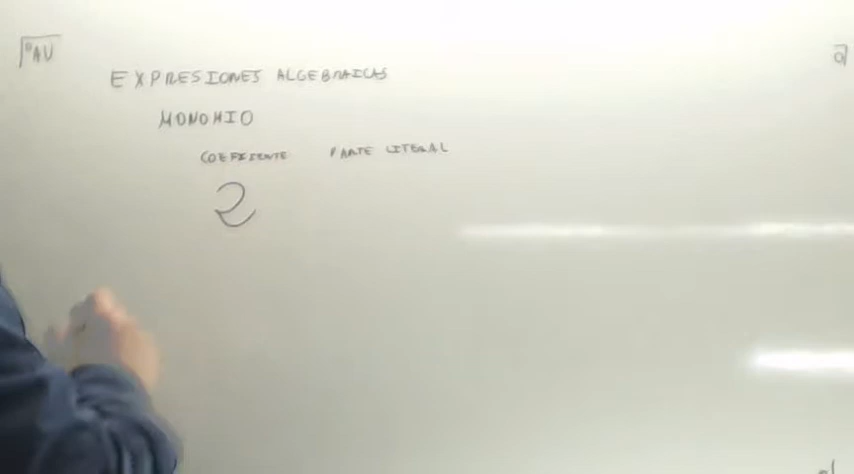 EXPRESIONES ALGEBRAICAS
MONOMIO
COEFICIENTE PARTE LITERAL
2